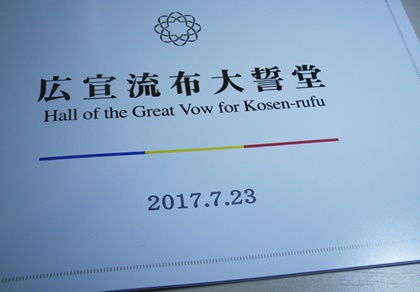 広宣流布大誓堂
Hall of the Great Vow for Kosen-rufu
2017.7.23